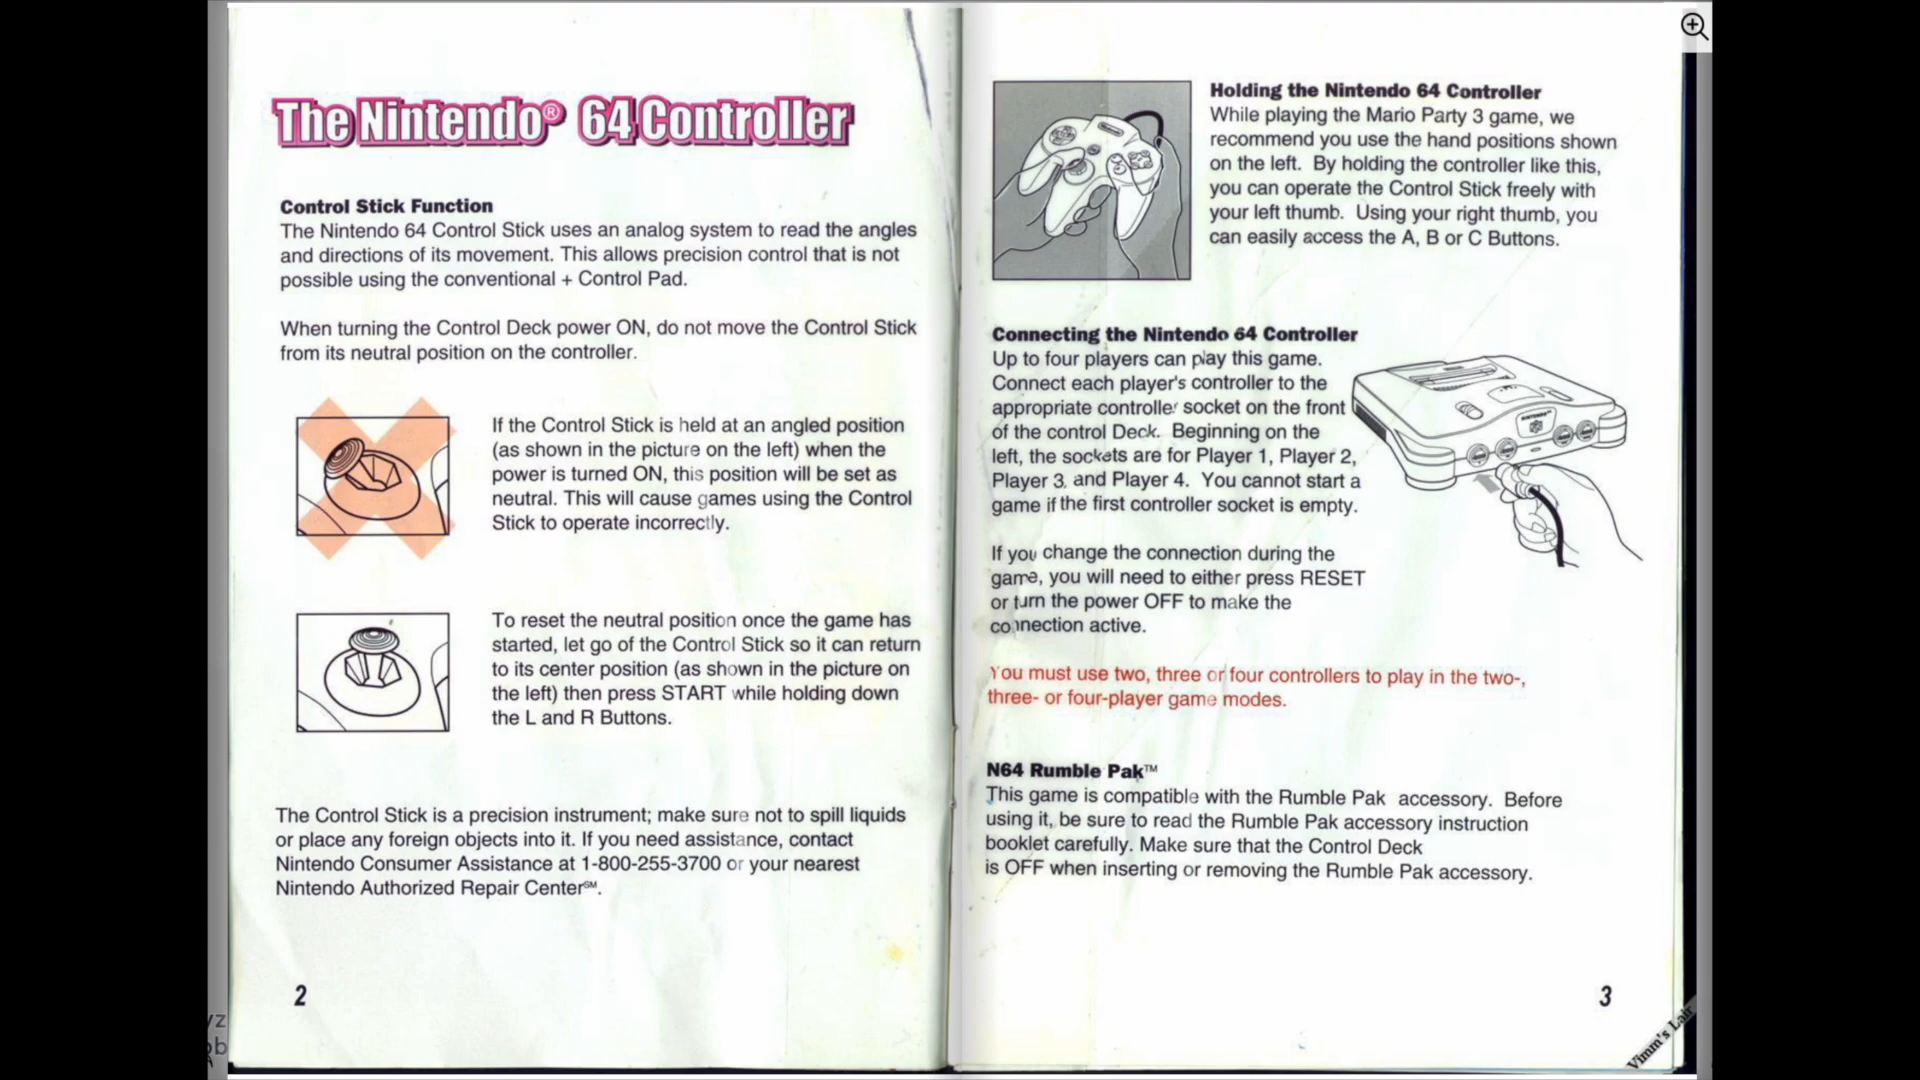 The Nintendo® 64 Controller
Control Stick Function
The Nintendo 64 Control Stick uses an analog system to read the angles
and directions of its movement. This allows precision control that is not
possible using the conventional + Control Pad.
When turning the Control Deck power ON, do not move the Control Stick
from its neutral position on the controller.
If the Control Stick is held at an angled position
(as shown in the picture on the left) when the
power is turned ON, this position will be set as
neutral. This will cause games using the Control
Stick to operate incorrectly.
To reset the neutral position once the game has
started, let go of the Control Stick so it can return
to its center position (as shown in the picture on
the left) then press START while holding down
the L and R Buttons.
The Control Stick is a precision instrument; make sure not to spill liquids
or place any foreign objects into it. If you need assistance, contact
Nintendo Consumer Assistance at 1-800-255-3700 or your nearest
Nintendo Authorized Repair Center℠.
2
Holding the Nintendo 64 Controller
While playing the Mario Party 3 game, we
recommend you use the hand positions shown
on the left. By holding the controller like this,
you can operate the Control Stick freely with
your left thumb. Using your right thumb, you
can easily access the A, B or C Buttons.
Connecting the Nintendo 64 Controller
Up to four players can play this game.
Connect each player's controller to the
appropriate controller socket on the front
of the control Deck. Beginning on the
left, the sockets are for Player 1, Player 2,
Player 3, and Player 4. You cannot start a
game if the first controller socket is empty.
If you change the connection during the
game, you will need to either press RESET
or turn the power OFF to make the
connection active.
You must use two, three or four controllers to play in the two-,
three- or four-player game modes.
N64 Rumble Pak™
This game is compatible with the Rumble Pak accessory. Before
using it, be sure to read the Rumble Pak accessory instruction
booklet carefully. Make sure that the Control Deck
is OFF when inserting or removing the Rumble Pak accessory.
3
Vimm's Lair